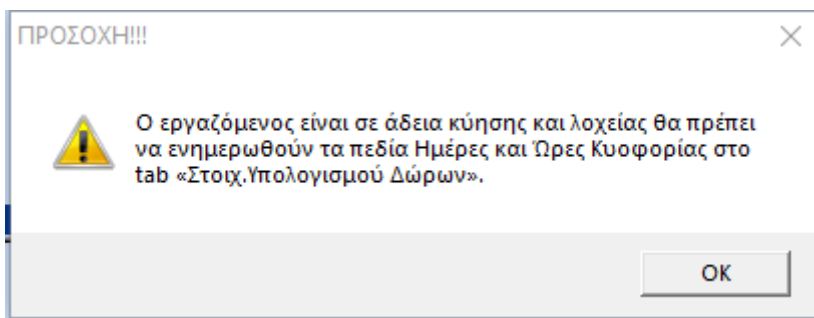 ΠΡΟΣΟΧΗ!!!
Ο εργαζόμενος είναι σε άδεια κύησης και λοχείας θα πρέπει
να ενημερωθούν τα πεδία Ημέρες και Ώρες Κυοφορίας στο
tab «Στοιχ.Υπολογισμού Δώρων».
OK